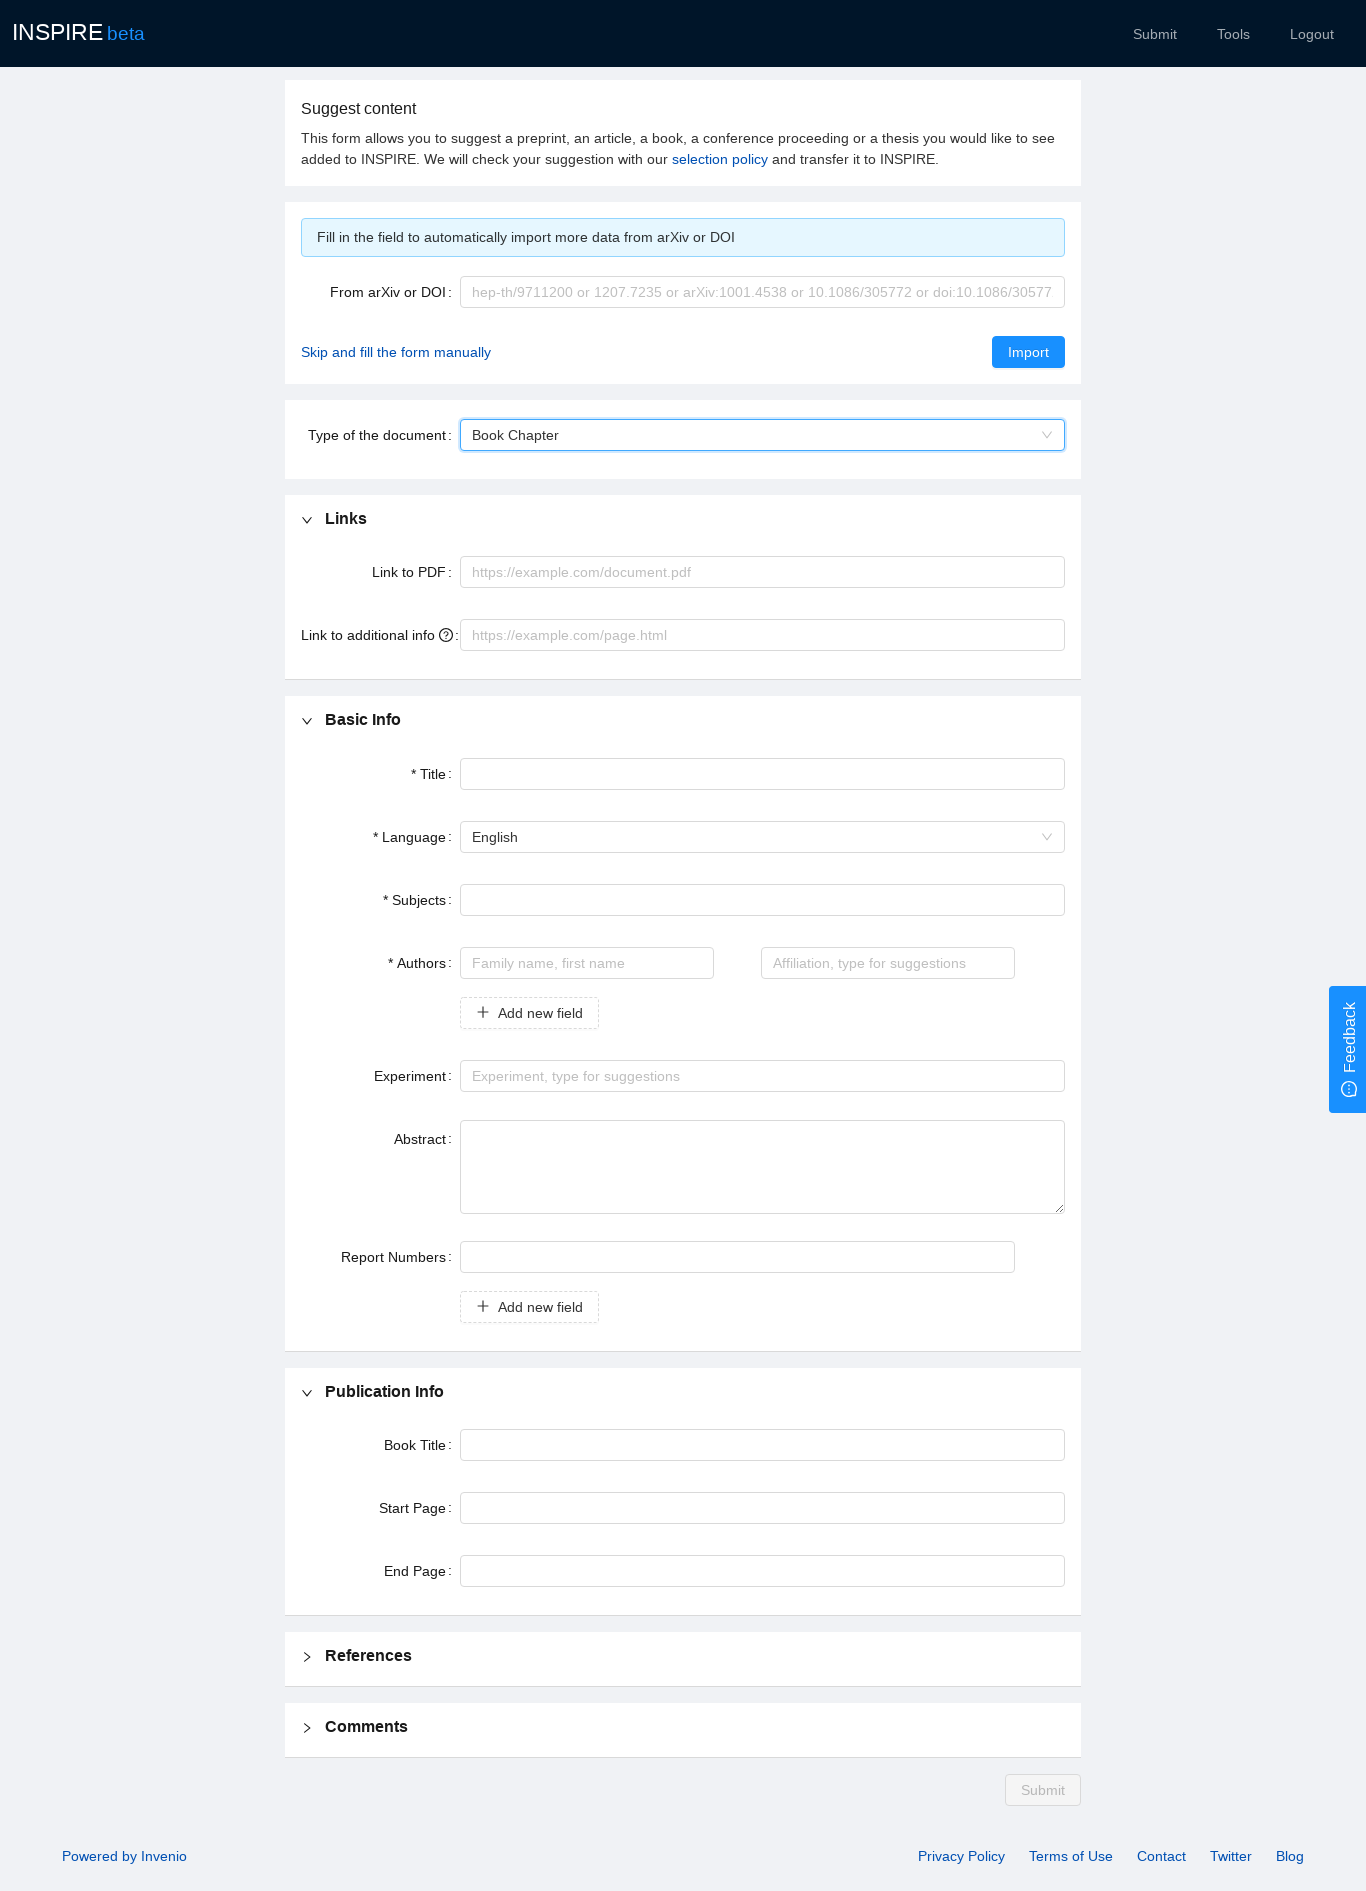 INSPIRE beta
Submit
Tools
Logout
Suggest content
This form allows you to suggest a preprint, an article, a book, a conference proceeding or a thesis you would like to see
added to INSPIRE. We will check your suggestion with our selection policy and transfer it to INSPIRE.
Fill in the field to automatically import more data from arXiv or DOI
From arXiv or DOI : hep-th/9711200 or 1207.7235 or arXiv:1001.4538 or 10.1086/305772 or doi:10.1086/30577
Skip and fill the form manually
Import
Type of the document : Book Chapter
Links
Link to PDF : https://example.com/document.pdf
Link to additional info : https://example.com/page.html
Basic Info
* Title :
* Language : English
* Subjects :
* Authors : Family name, first name Affiliation, type for suggestions
Add new field
Feedback
Experiment : Experiment, type for suggestions
Abstract :
Report Numbers :
Add new field
Publication Info
Book Title :
Start Page :
End Page :
References
Comments
Submit
Powered by Invenio
Privacy Policy
Terms of Use
Contact
Twitter
Blog